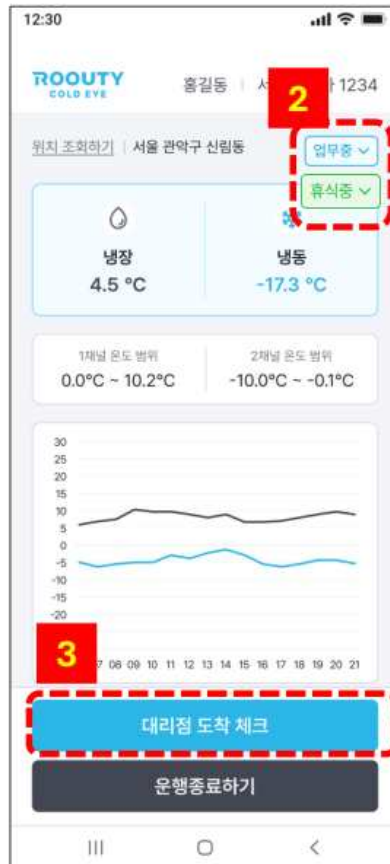 12:30
ROOUTY
COLD EYE
홍길동
1234
2
위치 조회하기 서울 관악구 신림동
업무중
휴식중
냉장 냉동
4.5 °C -17.3 °C
1채널 온도 범위 2채널 온도 범위
0.0°C ~ 10.2°C -10.0°C ~ -0.1°C
30
25
20
15
10
5
0
-5
-10
-15
-20
3
08 09 10 11 12 13 14 15 16 17 18 19 20 21
대리점 도착 체크
운행종료하기